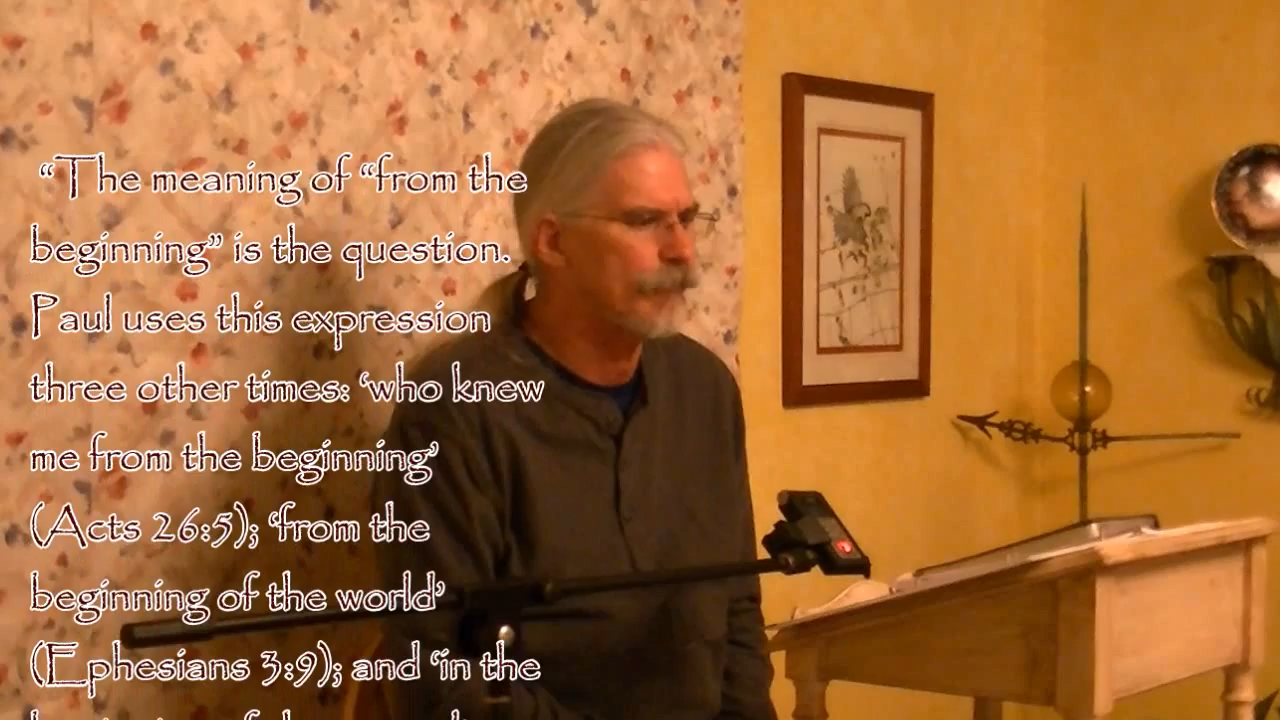 “The meaning of “from the
beginning” is the question.
Paul uses this expression
three other times: ‘who knew
me from the beginning’
(Acts 26:5); ‘from the
beginning of the world’
(Ephesians 3:9); and ‘in the